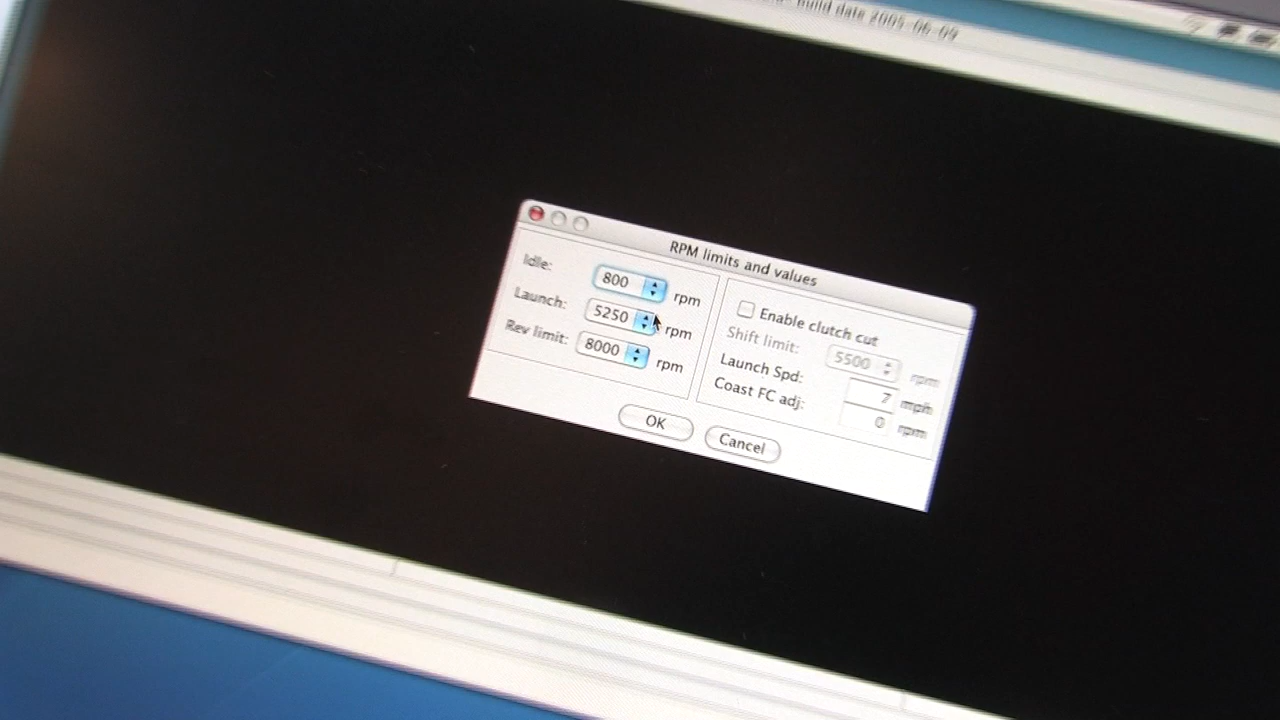 build date 2005-06-09
RPM limits and values
Idle: 800 rpm
Launch: 5250 rpm
Rev limit: 8000 rpm
Enable clutch cut
Shift limit: 5500 rpm
Launch Spd: 7 mph
Coast FC adj: 0 rpm
OK
Cancel